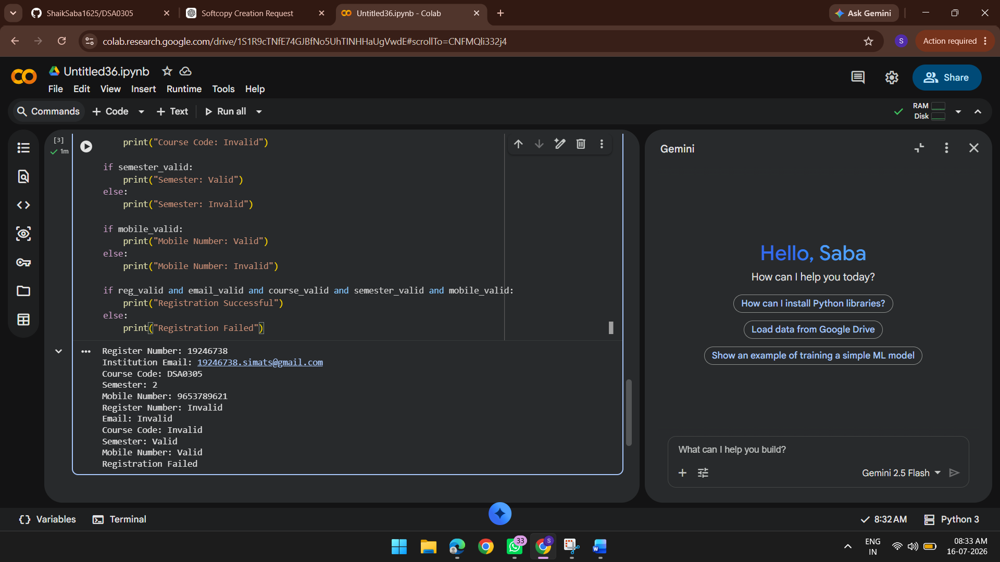 ShaikSaba1625/DSA0305
Softcopy Creation Request
Untitled36.ipynb - Colab
Ask Gemini
colab.research.google.com/drive/1S1R9cTNfE74GJBfNo5UhTINHHaUgVwdE#scrollTo=CNFMQli332j4
S
Action required
Untitled36.ipynb
File Edit View Insert Runtime Tools Help
Share
Commands + Code + Text Run all
RAM
Disk
[3]
1m
print("Course Code: Invalid")
if semester_valid:
print("Semester: Valid")
else:
print("Semester: Invalid")
if mobile_valid:
print("Mobile Number: Valid")
else:
print("Mobile Number: Invalid")
if reg_valid and email_valid and course_valid and semester_valid and mobile_valid:
print("Registration Successful")
else:
print("Registration Failed")
Register Number: 19246738
Institution Email: 19246738.simats@gmail.com
Course Code: DSA0305
Semester: 2
Mobile Number: 9653789621
Register Number: Invalid
Email: Invalid
Course Code: Invalid
Semester: Valid
Mobile Number: Valid
Registration Failed
Gemini
Hello, Saba
How can I help you today?
How can I install Python libraries?
Load data from Google Drive
Show an example of training a simple ML model
What can I help you build?
Gemini 2.5 Flash
Variables
Terminal
8:32 AM
Python 3
33
S
W
ENG
IN
08:33 AM
16-07-2026